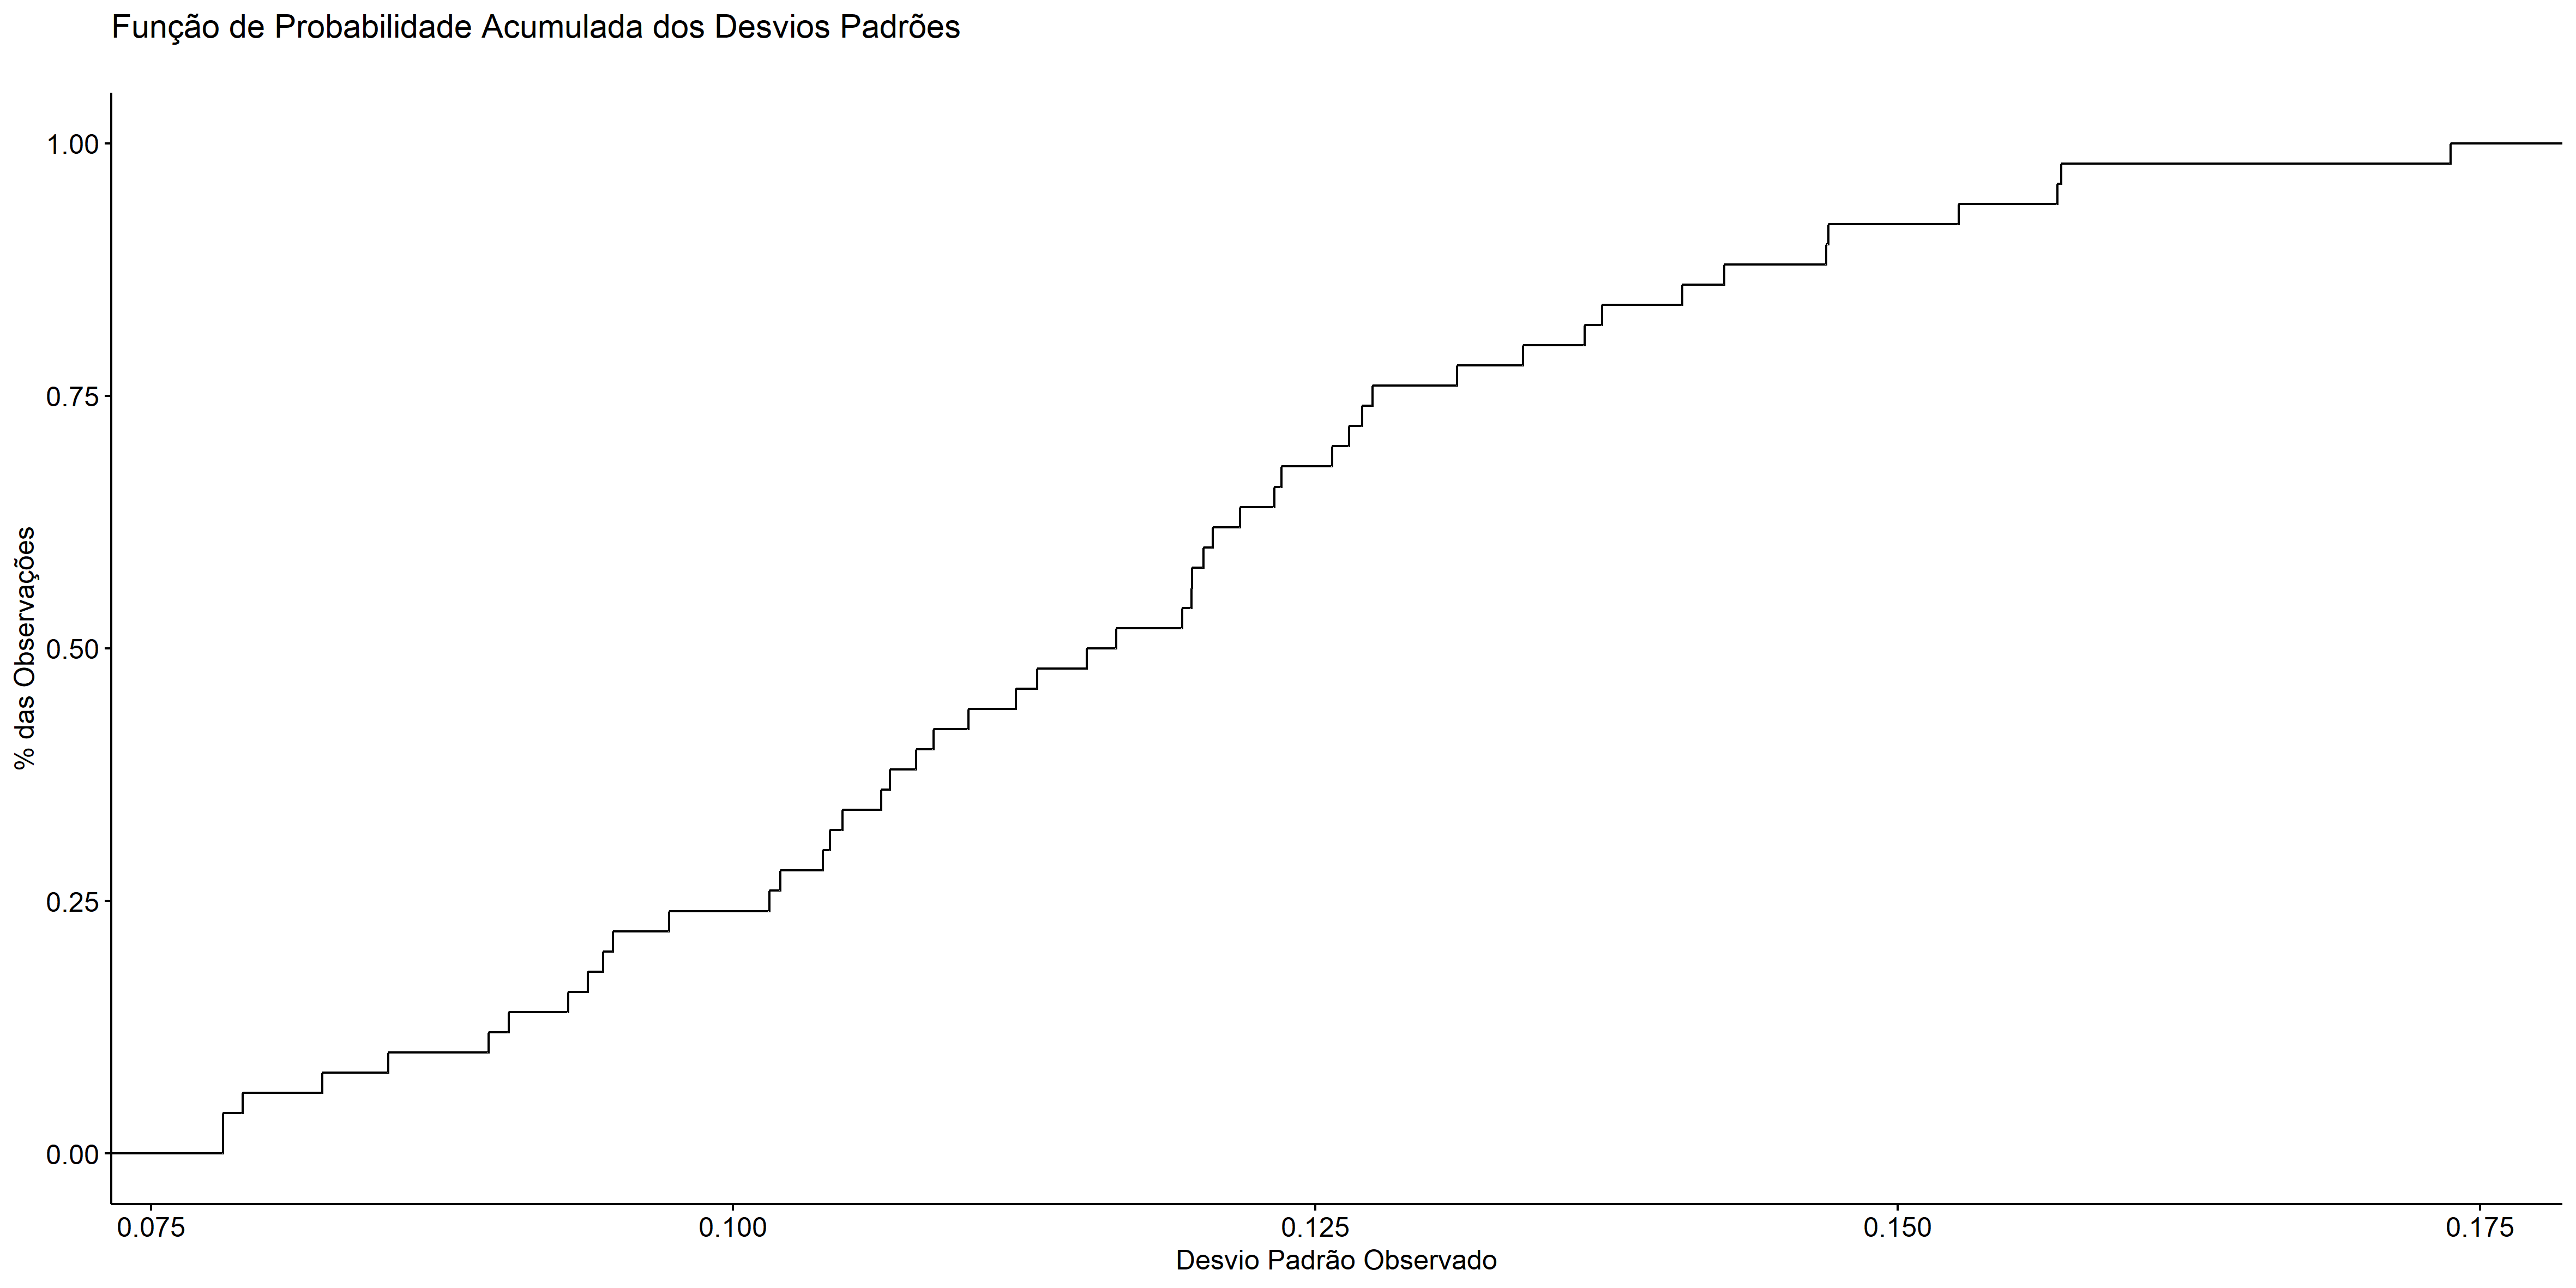 Função de Probabilidade Acumulada dos Desvios Padrões
1.00
0.75
0.50
0.25
0.00
% das Observações
0.075 0.100 0.125 0.150 0.175
Desvio Padrão Observado